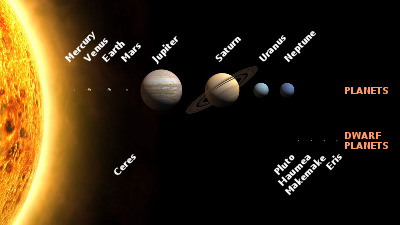 Mercury
Venus
Earth
Mars
Jupiter
Saturn
Uranus
Neptune
PLANETS
DWARF
PLANETS
Ceres
Pluto
Haumea
Makemake
Eris